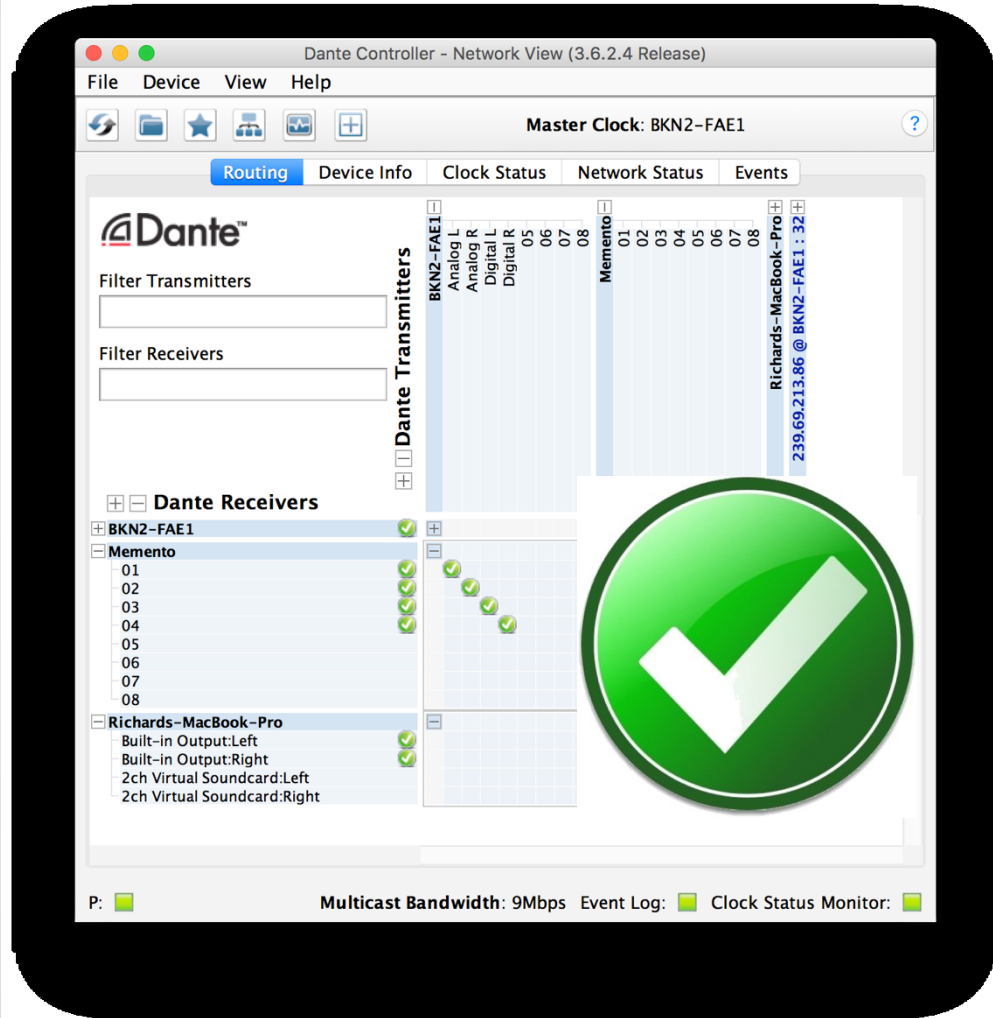 Dante Controller - Network View (3.6.2.4 Release)
File Device View Help
Master Clock: BKN2-FAE1
?
Routing Device Info Clock Status Network Status Events
Dante™
Filter Transmitters
Filter Receivers
Dante Transmitters
BKN2-FAE1
Analog L
Analog R
Digital L
Digital R
05
06
07
08
Memento
01
02
03
04
05
06
07
08
Richards-MacBook-Pro
239.69.213.86 @ BKN2-FAE1 : 32
Dante Receivers
BKN2-FAE1
Memento
01
02
03
04
05
06
07
08
Richards-MacBook-Pro
Built-in Output:Left
Built-in Output:Right
2ch Virtual Soundcard:Left
2ch Virtual Soundcard:Right
P: Multicast Bandwidth: 9Mbps Event Log: Clock Status Monitor: